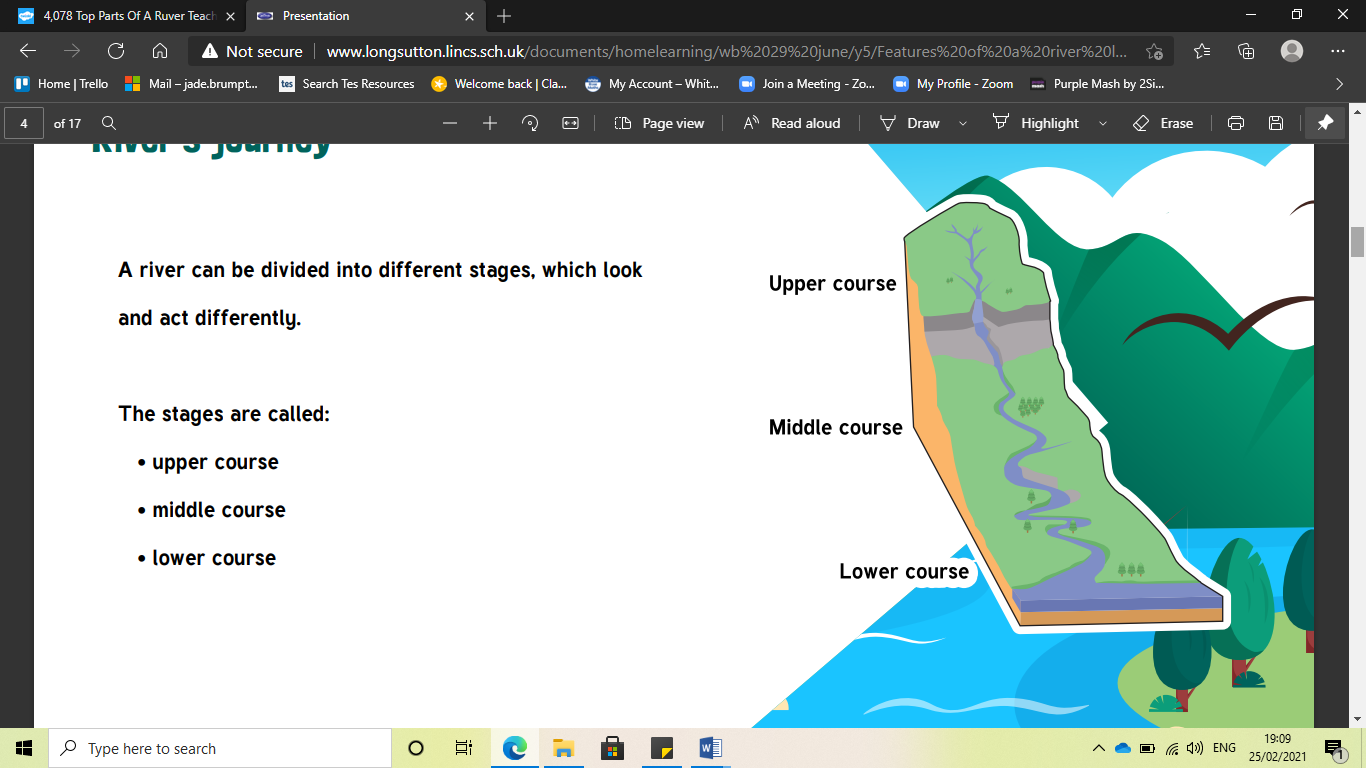 4,078 Top Parts Of A Ruver Teach
Presentation
Not secure
www.longsutton.lincs.sch.uk/documents/homelearning/wb%2029%20june/y5/Features%20of%20a%20river%20l...
Home | Trello
Mail – jade.brumpt...
tes Search Tes Resources
Welcome back | Cla...
My Account – Whit...
Join a Meeting - Zo...
My Profile - Zoom
Purple Mash by 2Si...
4 of 17
Page view
Read aloud
Draw
Highlight
Erase
River's journey
A river can be divided into different stages, which look
and act differently.
The stages are called:
• upper course
• middle course
• lower course
Upper course
Middle course
Lower course
Type here to search
ENG
19:09
25/02/2021
1